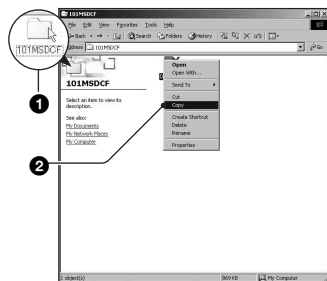 101MSDCF
File Edit View Favorites Tools Help
Back Search Folders History
Address 101MSDCF Go
101MSDCF
1
101MSDCF
Select an item to view its
description.
See also:
My Documents
My Network Places
My Computer
Open
Open With...
Send To
Cut
Copy
Create Shortcut
Delete
Rename
Properties
2
1 object(s) 869 KB My Computer